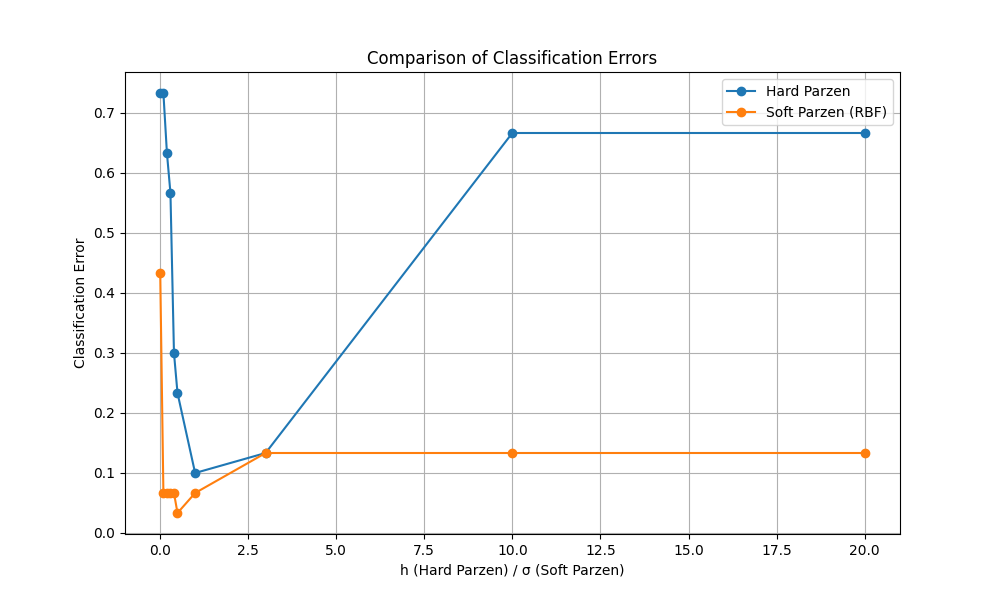 Comparison of Classification Errors
Hard Parzen
Soft Parzen (RBF)
Classification Error
0.7
0.6
0.5
0.4
0.3
0.2
0.1
0.0
0.0 2.5 5.0 7.5 10.0 12.5 15.0 17.5 20.0
h (Hard Parzen) / σ (Soft Parzen)